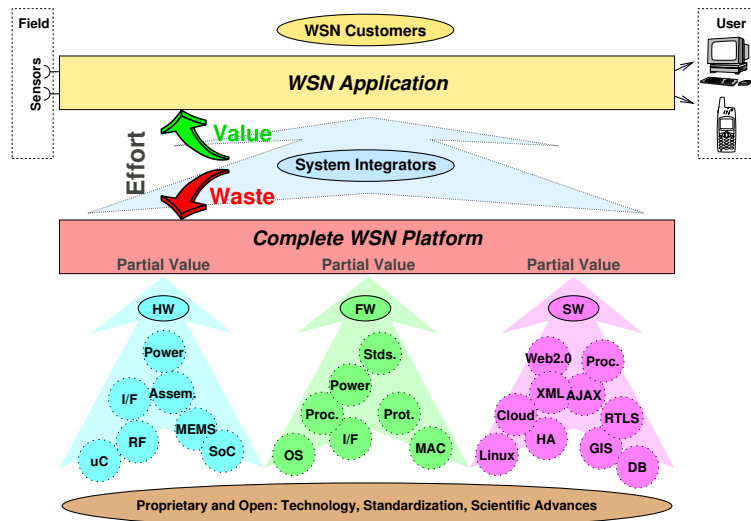 Field
WSN Customers
User
Sensors
WSN Application
Value
Effort
System Integrators
Waste
Complete WSN Platform
Partial Value
Partial Value
Partial Value
HW
Power
I/F
Assem.
RF
MEMS
uC
SoC
FW
Stds.
Power
Proc.
Prot.
I/F
OS
MAC
SW
Web2.0
Proc.
XML
AJAX
Cloud
RTLS
HA
GIS
Linux
DB
Proprietary and Open: Technology, Standardization, Scientific Advances